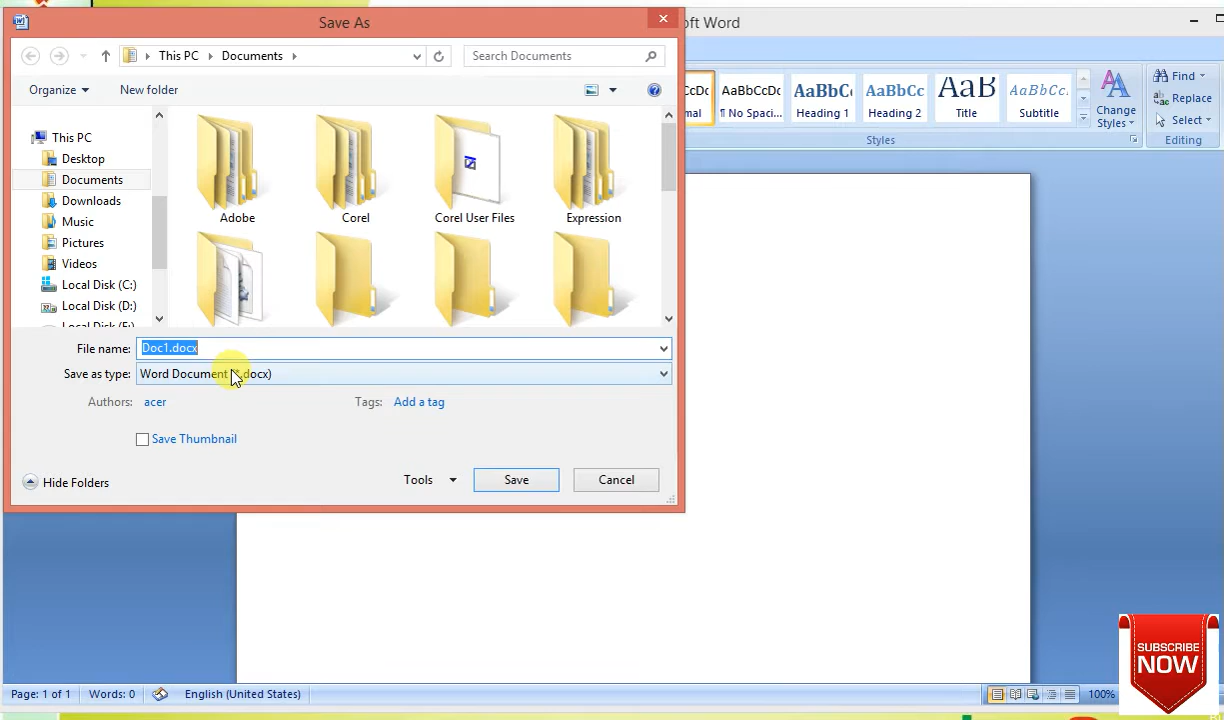 Save As
oft Word
This PC
Documents
Search Documents
Organize
New folder
This PC
Desktop
Documents
Downloads
Music
Pictures
Videos
Local Disk (C:)
Local Disk (D:)
Adobe
Corel
Corel User Files
Expression
File name:
Doc1.docx
Save as type:
Word Document
.docx)
Authors:
acer
Tags:
Add a tag
Save Thumbnail
Hide Folders
Tools
Save
Cancel
AaBbCcDc
¶ No Spaci...
AaBbC
Heading 1
AaBbCc
Heading 2
AaB
Title
AaBbCc.
Subtitle
Change
Styles
Styles
Find
Replace
Select
Editing
Page: 1 of 1
Words: 0
English (United States)
100%
SUBSCRIBE
NOW